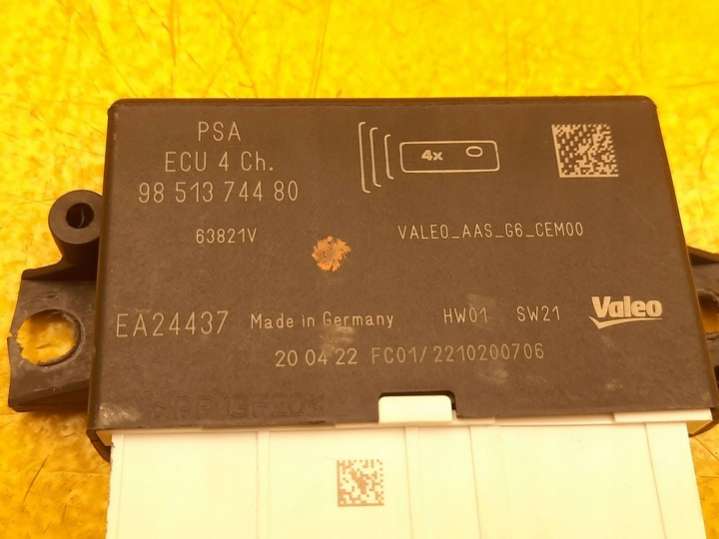 PSA
ECU 4 Ch.
98 513 744 80
4x
63821V
VALEO_AAS_G6_CEM00
EA24437 Made in Germany HW01 SW21 Valeo
20 04 22 FC01/2210200706